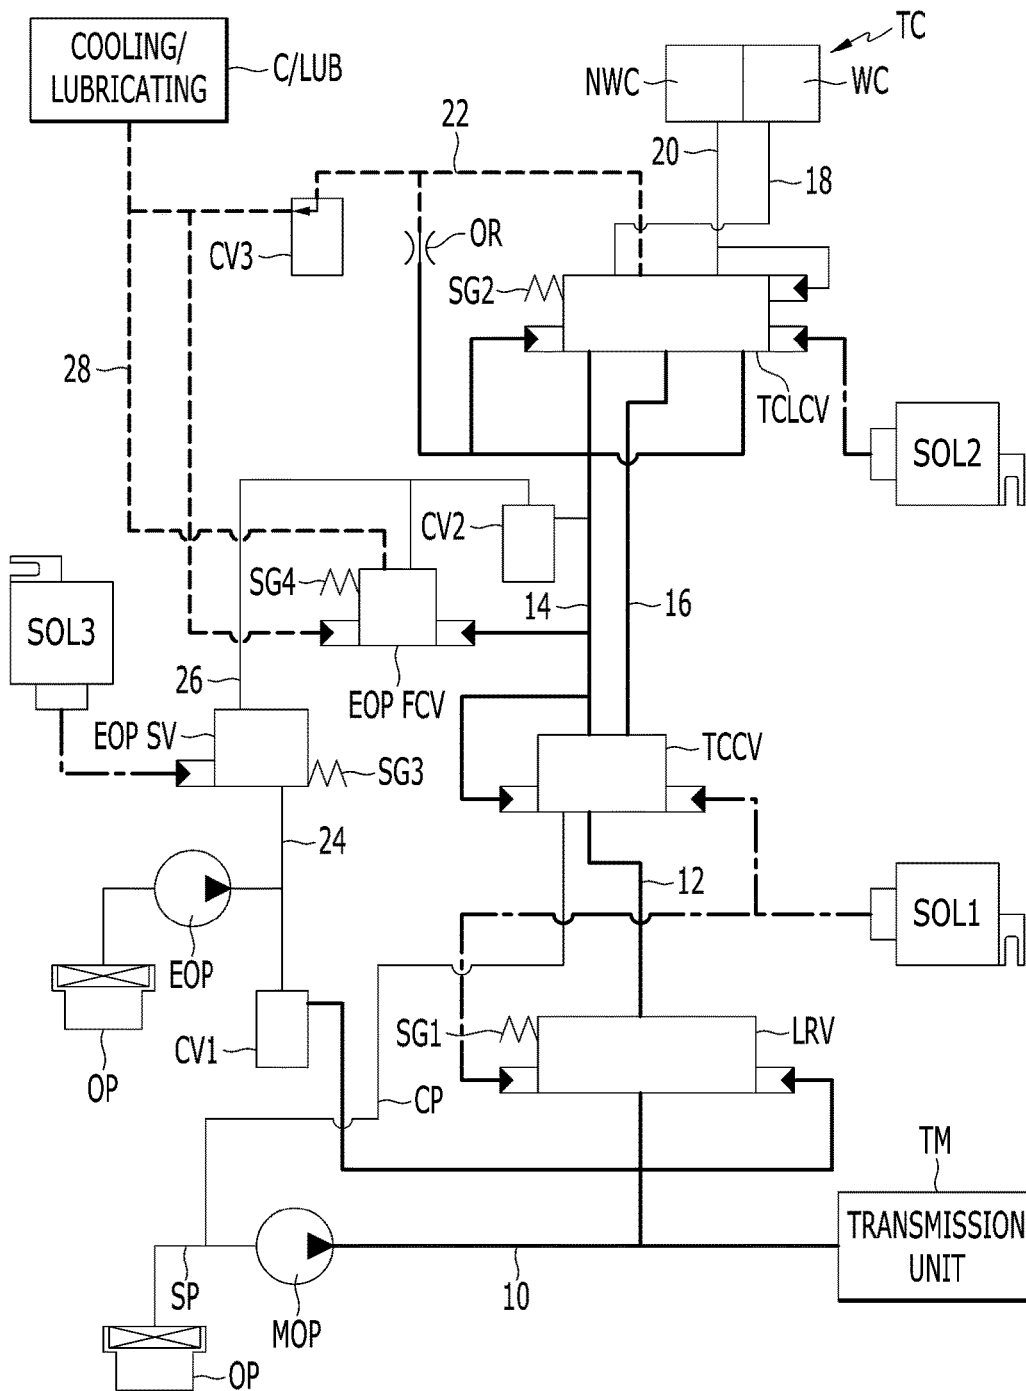 COOLING/
LUBRICATING
C/LUB
TC
NWC
WC
22
20
18
CV3
OR
SG2
28
TCLCV
SOL2
CV2
SG4
14
16
SOL3
EOP FCV
26
EOP SV
TCCV
SG3
24
12
SOL1
EOP
SG1
LRV
CV1
OP
CP
TM
TRANSMISSION
UNIT
SP
10
MOP
OP